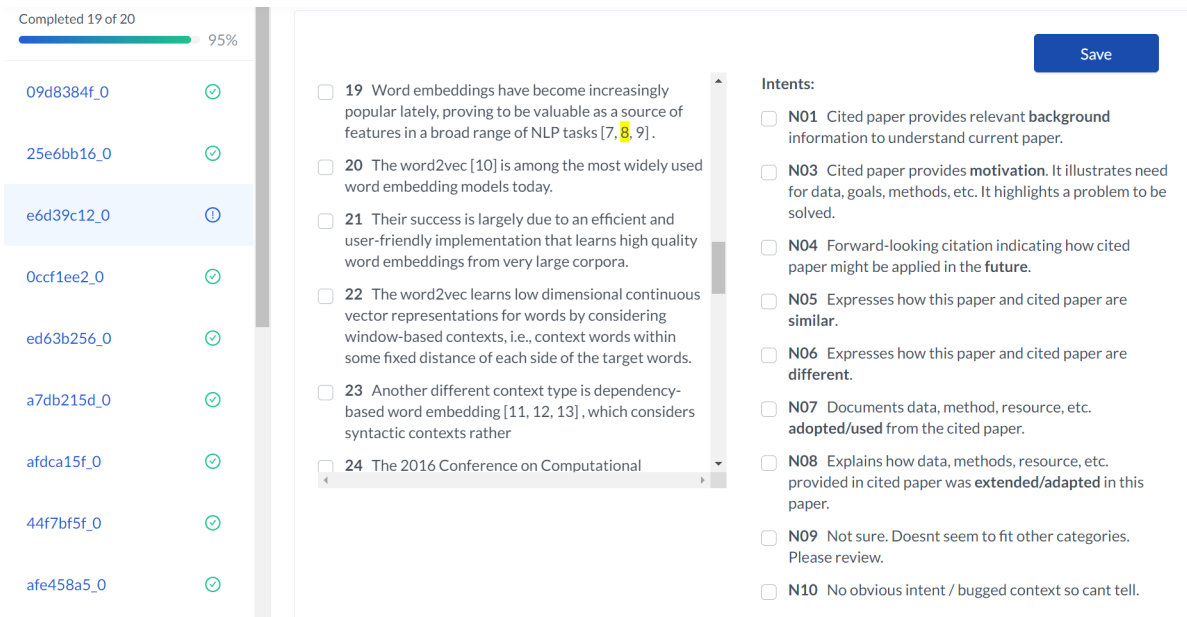 Completed 19 of 20
95%
09d8384f_0
25e6bb16_0
e6d39c12_0
0ccf1ee2_0
ed63b256_0
a7db215d_0
afdca15f_0
44f7bf5f_0
afe458a5_0
19 Word embeddings have become increasingly
popular lately, proving to be valuable as a source of
features in a broad range of NLP tasks [7, 8, 9] .
20 The word2vec [10] is among the most widely used
word embedding models today.
21 Their success is largely due to an efficient and
user-friendly implementation that learns high quality
word embeddings from very large corpora.
22 The word2vec learns low dimensional continuous
vector representations for words by considering
window-based contexts, i.e., context words within
some fixed distance of each side of the target words.
23 Another different context type is dependency-
based word embedding [11, 12, 13] , which considers
syntactic contexts rather
24 The 2016 Conference on Computational
Save
Intents:
N01 Cited paper provides relevant background
information to understand current paper.
N03 Cited paper provides motivation. It illustrates need
for data, goals, methods, etc. It highlights a problem to be
solved.
N04 Forward-looking citation indicating how cited
paper might be applied in the future.
N05 Expresses how this paper and cited paper are
similar.
N06 Expresses how this paper and cited paper are
different.
N07 Documents data, method, resource, etc.
adopted/used from the cited paper.
N08 Explains how data, methods, resource, etc.
provided in cited paper was extended/adapted in this
paper.
N09 Not sure. Doesnt seem to fit other categories.
Please review.
N10 No obvious intent / bugged context so cant tell.